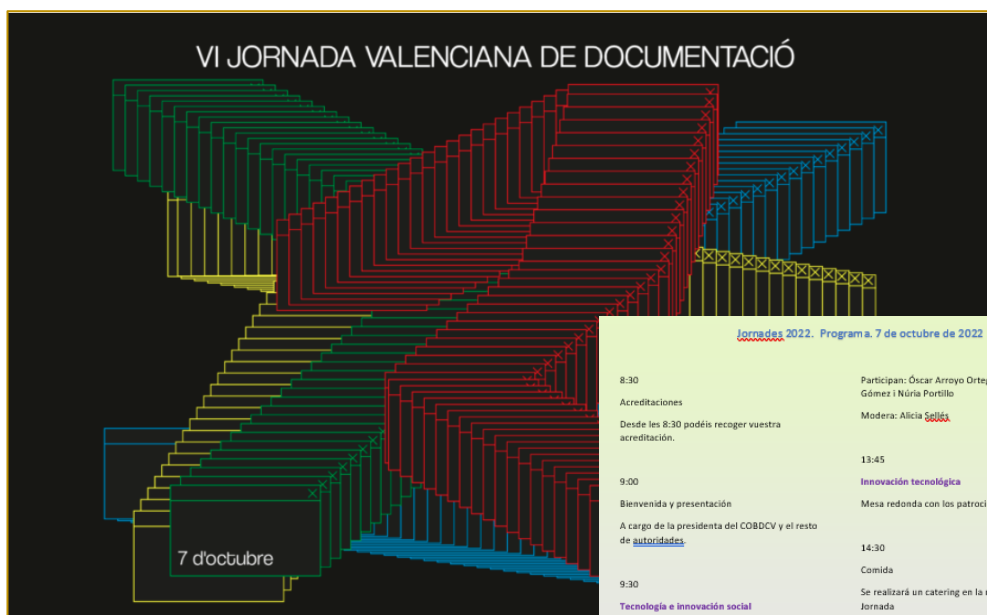 VI JORNADA VALENCIANA DE DOCUMENTACIÓ
7 d'octubre
Jornades 2022. Programa. 7 de octubre de 2022
8:30
Acreditaciones
Desde les 8:30 podéis recoger vuestra
acreditación.
9:00
Bienvenida y presentación
A cargo de la presidenta del COBDCV y el resto
de autoridades.
9:30
Tecnología e innovación social
Participan: Óscar Arroyo
Gómez i Núria Portillo
Modera: Alicia Sellés
13:45
Innovación tecnológica
Mesa redonda con los
14:30
Comida
Se realizará un catering en la
Jornada